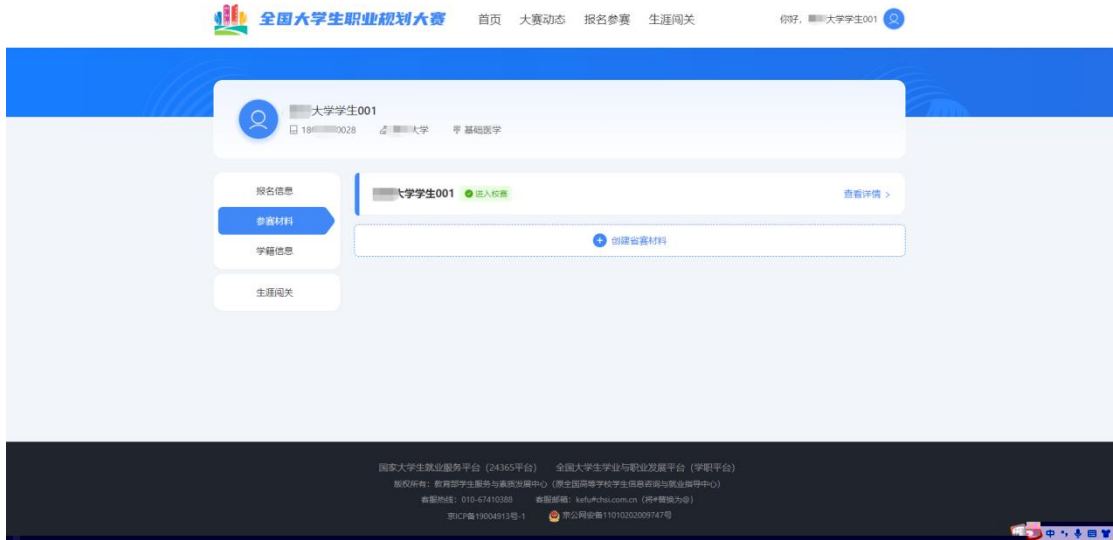 全国大学生职业规划大赛 首页 大赛动态 报名参赛 生涯闯关 你好, 大学学生001
大学学生001
18 0028 大学 基础医学
报名信息
参赛材料
学籍信息
生涯闯关
大学学生001 进入校赛 查看详情 >
创建省赛材料
国家大学生就业服务平台（24365平台） 全国大学生学业与职业发展平台（学职平台）
版权所有：教育部学生服务与素质发展中心（原全国高等学校学生信息咨询与就业指导中心）
客服热线：010-67410388 客服邮箱：kefu#chsi.com.cn（将#替换为@）
京ICP备19004913号-1 京公网安备11010202009747号
中